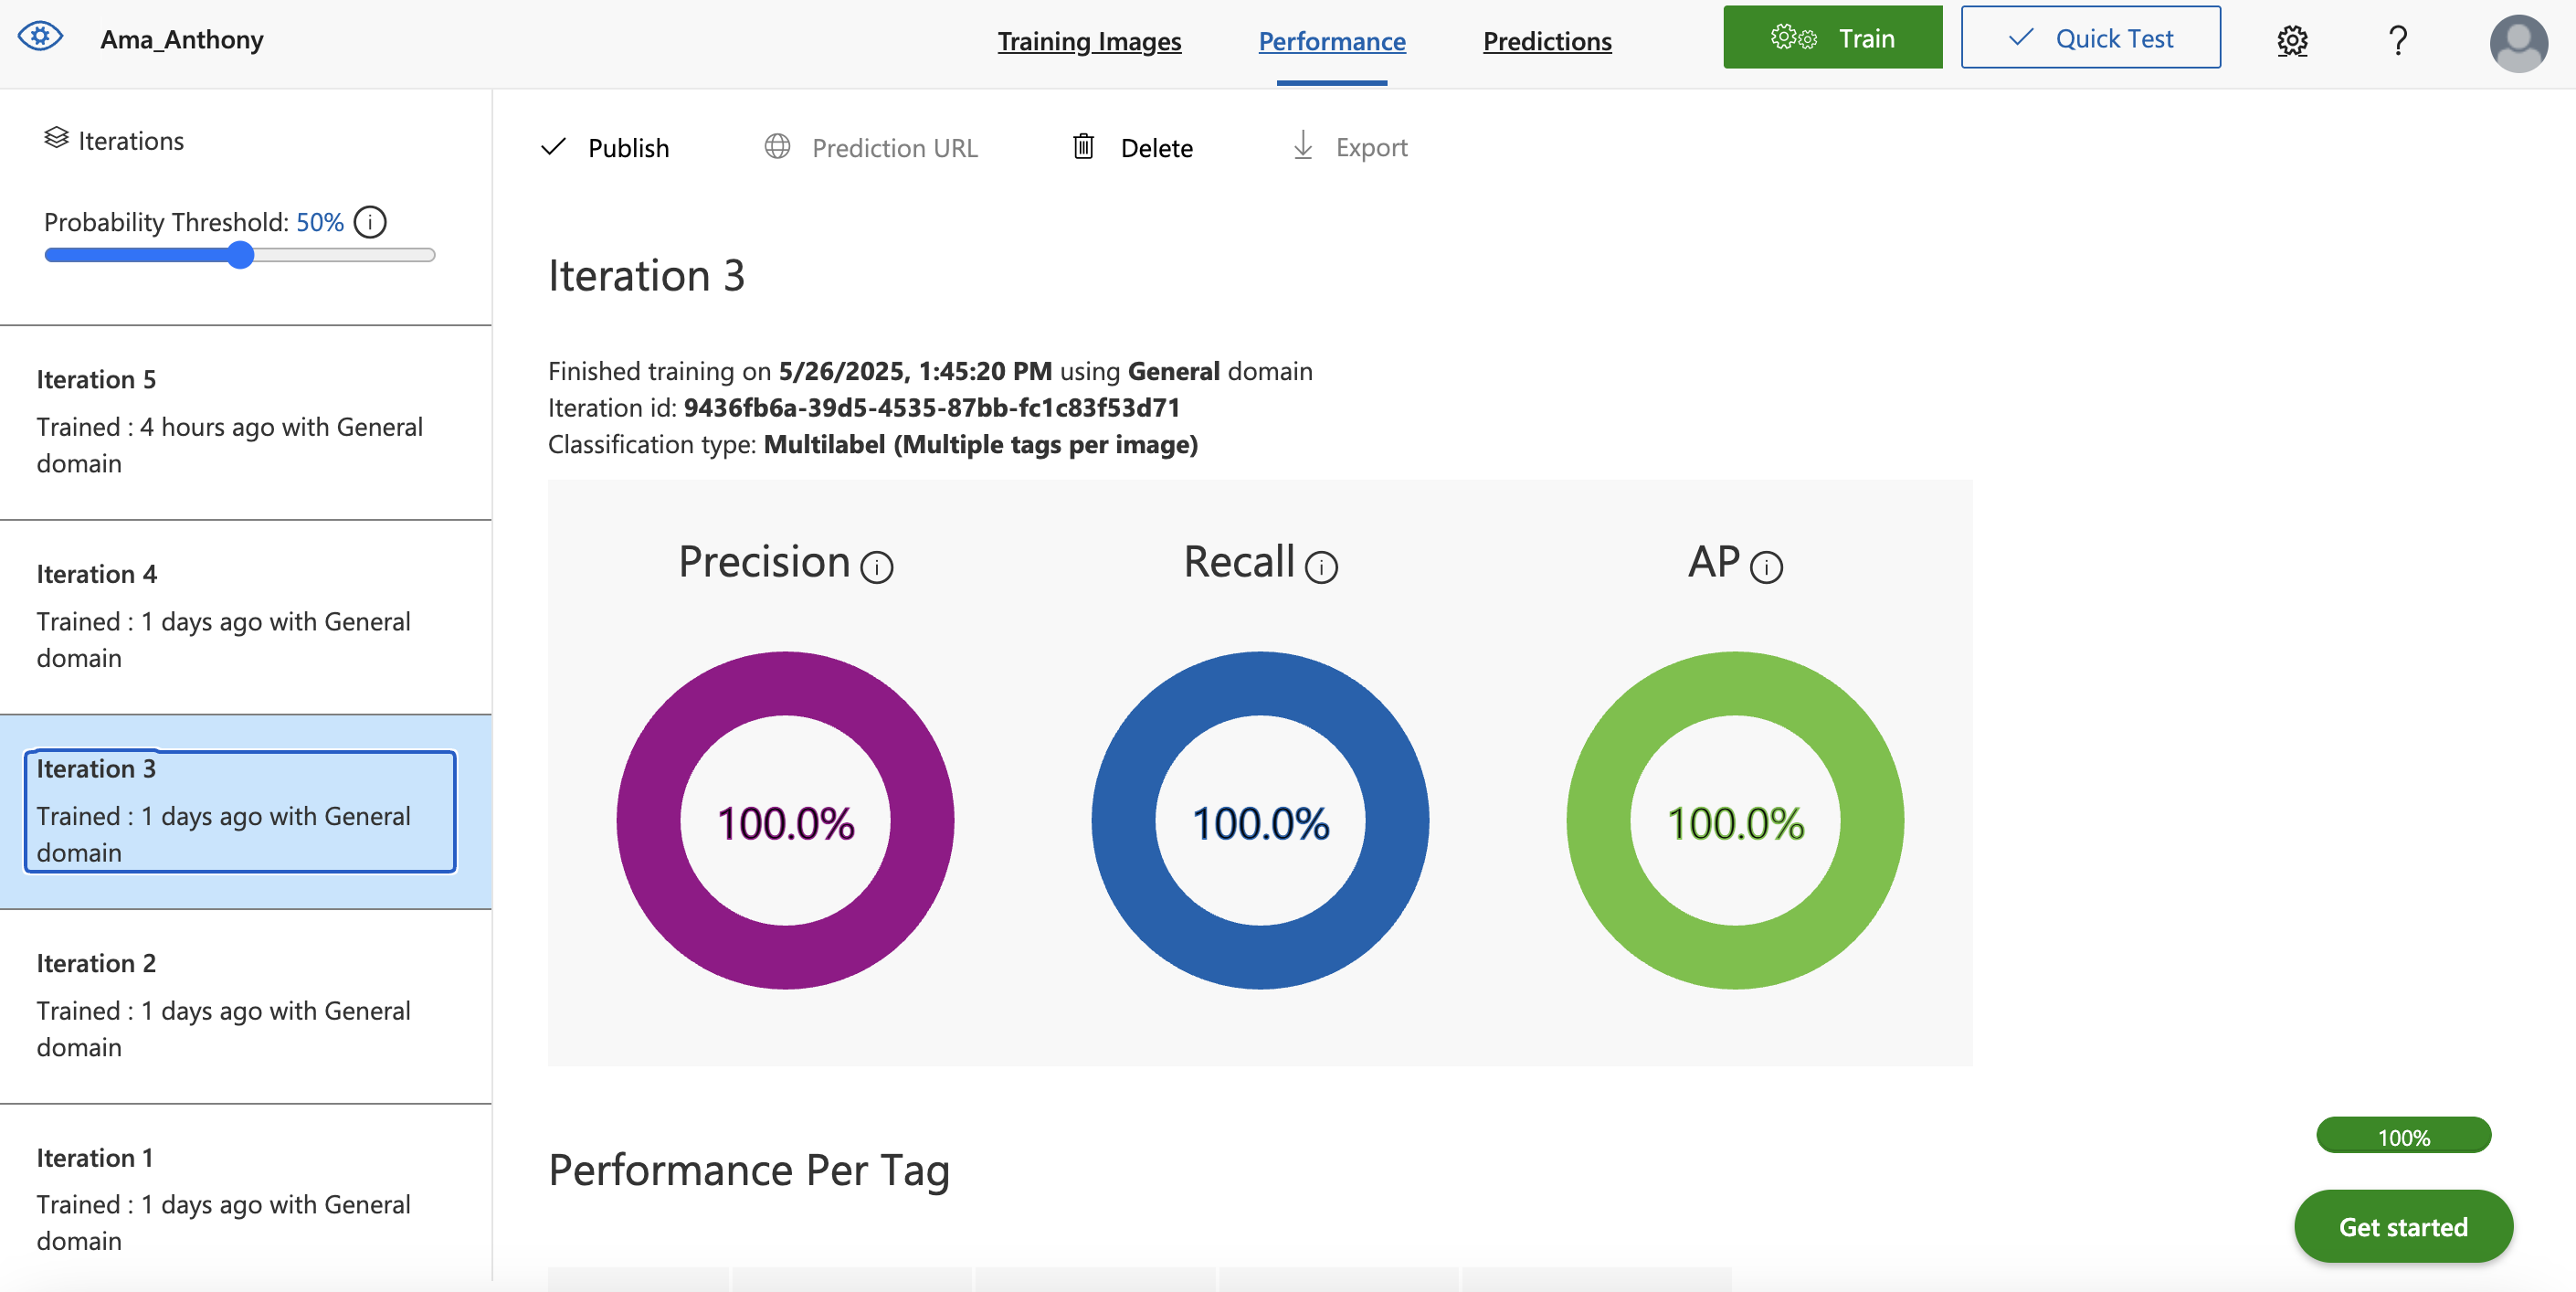 Ama_Anthony
Training Images
Performance
Predictions
Train
Quick Test
?
Iterations
Probability Threshold: 50%
Iteration 5
Trained : 4 hours ago with General
domain
Iteration 4
Trained : 1 days ago with General
domain
Iteration 3
Trained : 1 days ago with General
domain
Iteration 2
Trained : 1 days ago with General
domain
Iteration 1
Trained : 1 days ago with General
domain
Publish
Prediction URL
Delete
Export
Iteration 3
Finished training on 5/26/2025, 1:45:20 PM using General domain
Iteration id: 9436fb6a-39d5-4535-87bb-fc1c83f53d71
Classification type: Multilabel (Multiple tags per image)
Precision
Recall
AP
100.0%
100.0%
100.0%
Performance Per Tag
100%
Get started